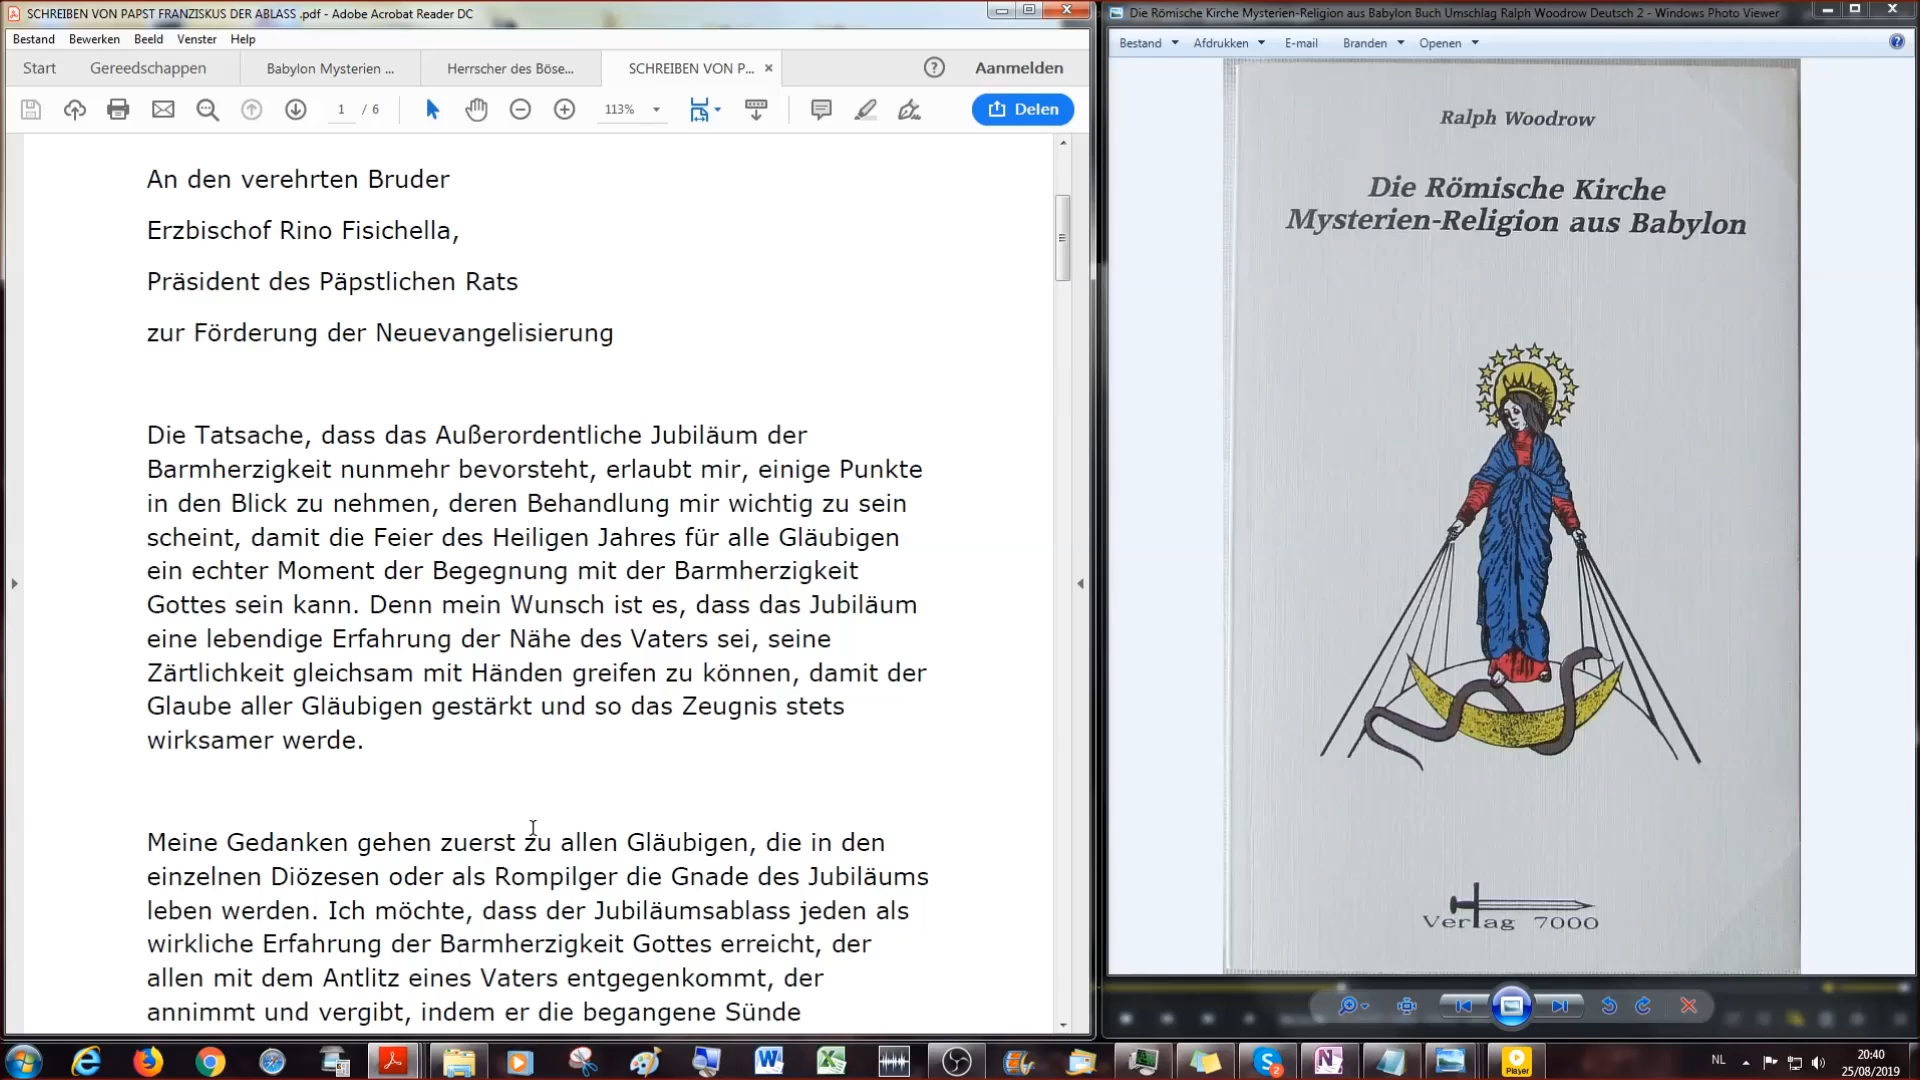 SCHREIBEN VON PAPST FRANZISKUS DER ABLASS .pdf - Adobe Acrobat Reader DC
Bestand Bewerken Beeld Venster Help
Start Gereedschappen Babylon Mysterien ... Herrscher des Böse... SCHREIBEN VON P... × Aanmelden
1 / 6 113% Delen
An den verehrten Bruder
Erzbischof Rino Fisichella,
Präsident des Päpstlichen Rats
zur Förderung der Neuevangelisierung
Die Tatsache, dass das Außerordentliche Jubiläum der
Barmherzigkeit nunmehr bevorsteht, erlaubt mir, einige Punkte
in den Blick zu nehmen, deren Behandlung mir wichtig zu sein
scheint, damit die Feier des Heiligen Jahres für alle Gläubigen
ein echter Moment der Begegnung mit der Barmherzigkeit
Gottes sein kann. Denn mein Wunsch ist es, dass das Jubiläum
eine lebendige Erfahrung der Nähe des Vaters sei, seine
Zärtlichkeit gleichsam mit Händen greifen zu können, damit der
Glaube aller Gläubigen gestärkt und so das Zeugnis stets
wirksamer werde.
Meine Gedanken gehen zuerst zu allen Gläubigen, die in den
einzelnen Diözesen oder als Rompilger die Gnade des Jubiläums
leben werden. Ich möchte, dass der Jubiläumsablass jeden als
wirkliche Erfahrung der Barmherzigkeit Gottes erreicht, der
allen mit dem Antlitz eines Vaters entgegenkommt, der
annimmt und vergibt, indem er die begangene Sünde
Die Römische Kirche Mysterien-Religion aus Babylon Buch Umschlag Ralph Woodrow Deutsch 2 - Windows Photo Viewer
Bestand Afdrukken E-mail Branden Openen
Ralph Woodrow
Die Römische Kirche
Mysterien-Religion aus Babylon
Verlag 7000
Player
NL
20:40
25/08/2019